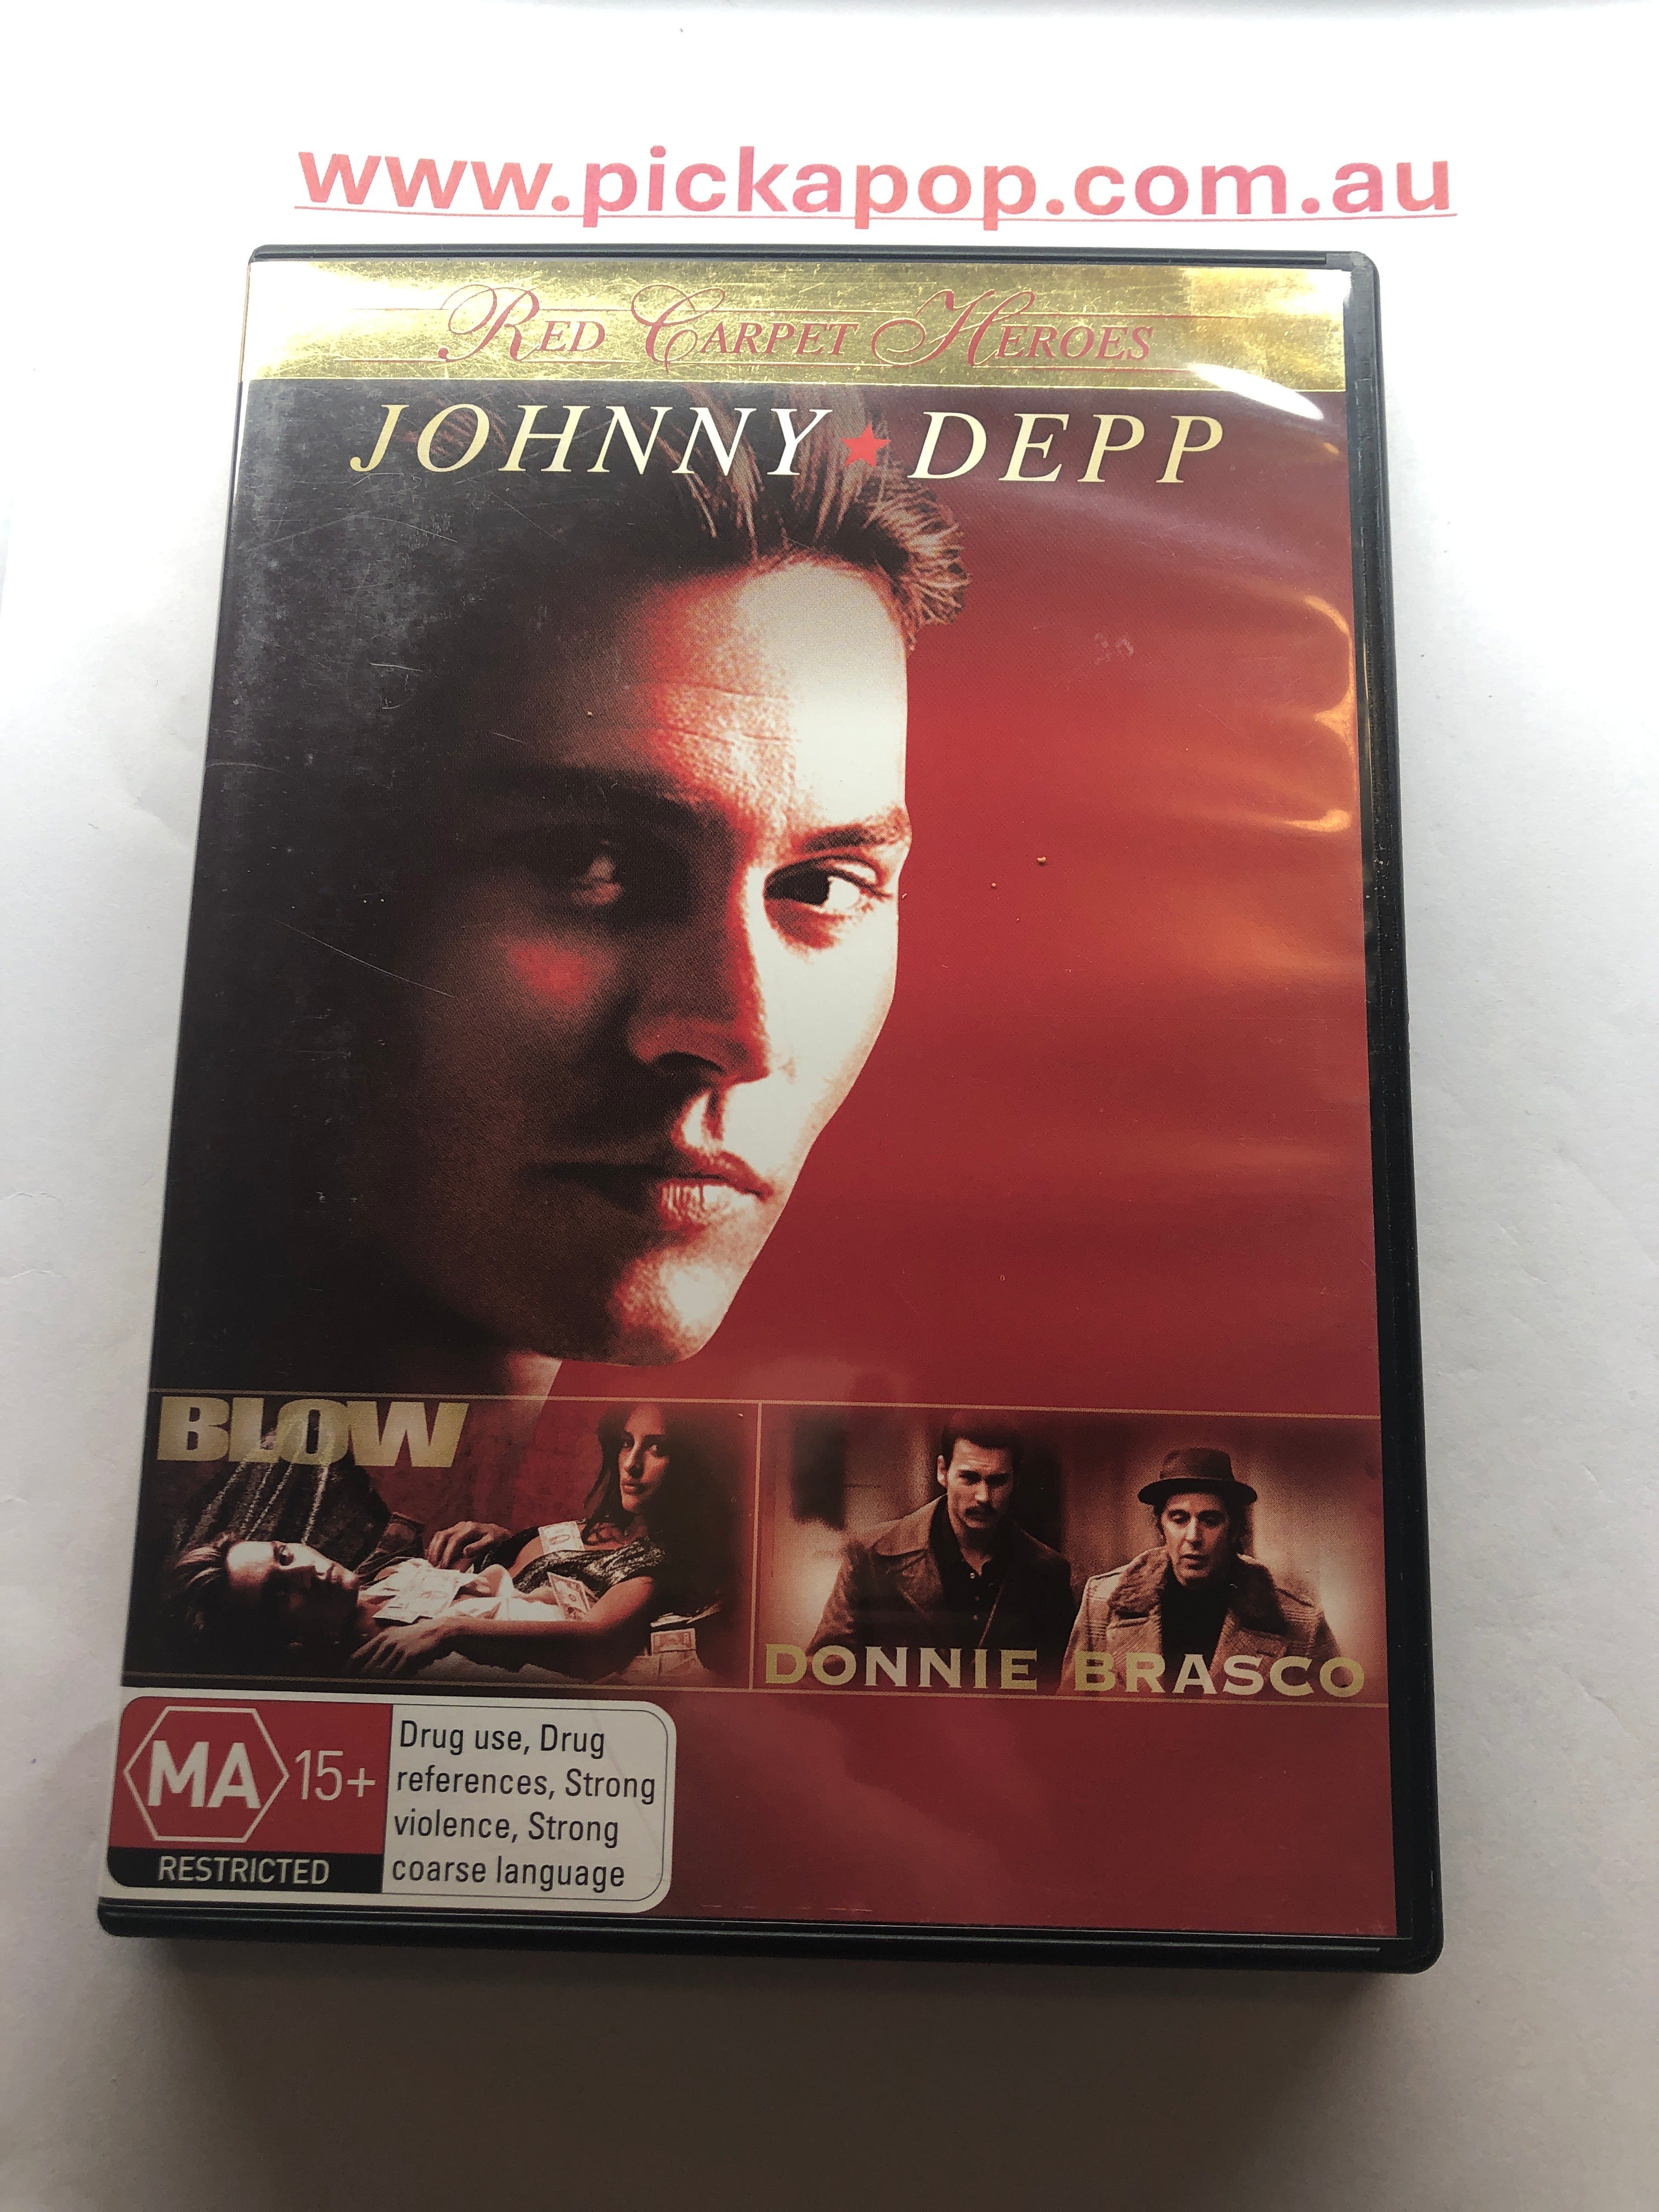 www.pickapop.com.au
RED CARPET HEROES
JOHNNY DEPP
BLOW
DONNIE BRASCO
MA 15+
RESTRICTED
Drug use, Drug
references, Strong
violence, Strong
coarse language